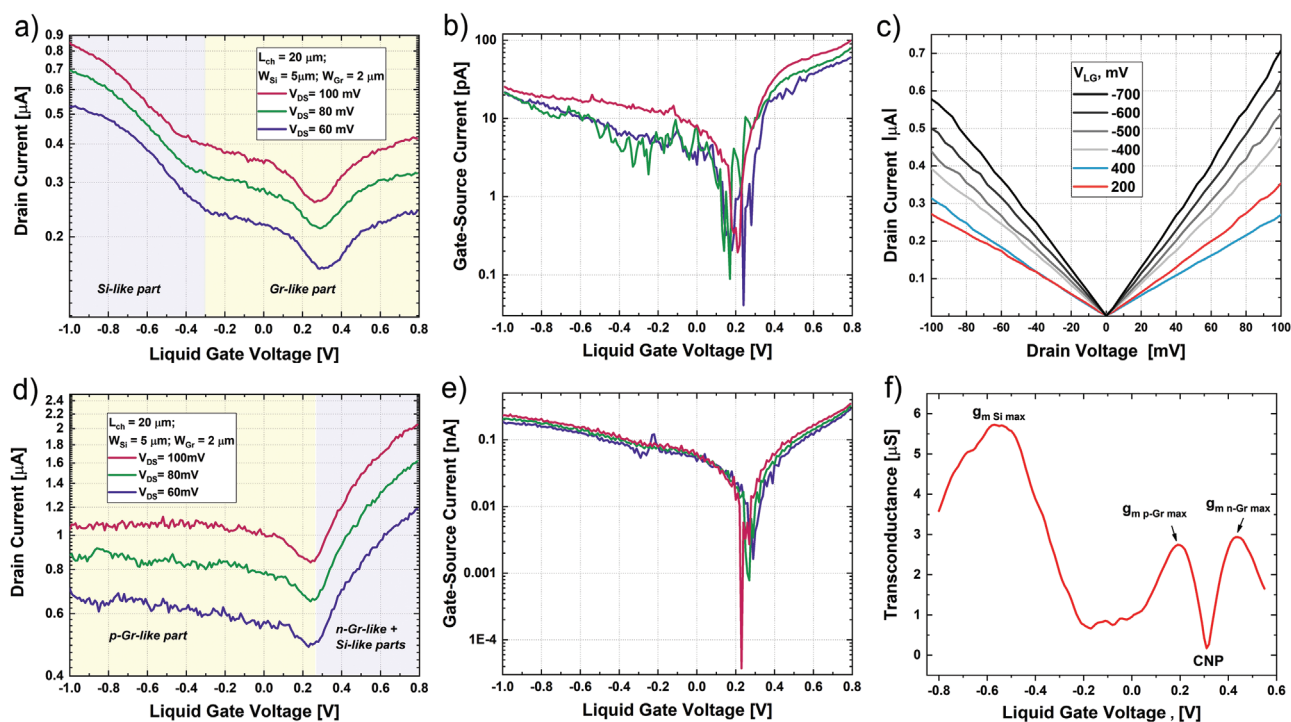 a)
Drain Current [µA]
0.9
0.8
0.7
0.6
0.5
0.4
0.3
0.2
L_ch = 20 µm;
W_Si = 5µm; W_Gr = 2 µm
V_DS= 100 mV
V_DS= 80 mV
V_DS= 60 mV
Si-like part
Gr-like part
-1.0 -0.8 -0.6 -0.4 -0.2 0.0 0.2 0.4 0.6 0.8
Liquid Gate Voltage [V]
b)
Gate-Source Current [pA]
100
10
1
0.1
-1.0 -0.8 -0.6 -0.4 -0.2 0.0 0.2 0.4 0.6 0.8
Liquid Gate Voltage [V]
c)
Drain Current [µA]
0.7
0.6
0.5
0.4
0.3
0.2
0.1
V_LG, mV
-700
-600
-500
-400
400
200
-100 -80 -60 -40 -20 0 20 40 60 80 100
Drain Voltage [mV]
d)
Drain Current [µA]
2.4
2.2
2
1.8
1.6
1.4
1.2
1
0.8
0.6
0.4
L_ch = 20 µm;
W_Si = 5 µm; W_Gr = 2 µm
V_DS= 100mV
V_DS= 80mV
V_DS= 60mV
p-Gr-like part
n-Gr-like +
Si-like parts
-1.0 -0.8 -0.6 -0.4 -0.2 0.0 0.2 0.4 0.6 0.8
Liquid Gate Voltage [V]
e)
Gate-Source Current [nA]
0.1
0.01
0.001
1E-4
-1.0 -0.8 -0.6 -0.4 -0.2 0.0 0.2 0.4 0.6 0.8
Liquid Gate Voltage [V]
f)
Transconductance [µS]
6
5
4
3
2
1
0
g_m Si max
g_m p-Gr max
g_m n-Gr max
CNP
-0.8 -0.6 -0.4 -0.2 0.0 0.2 0.4 0.6
Liquid Gate Voltage , [V]